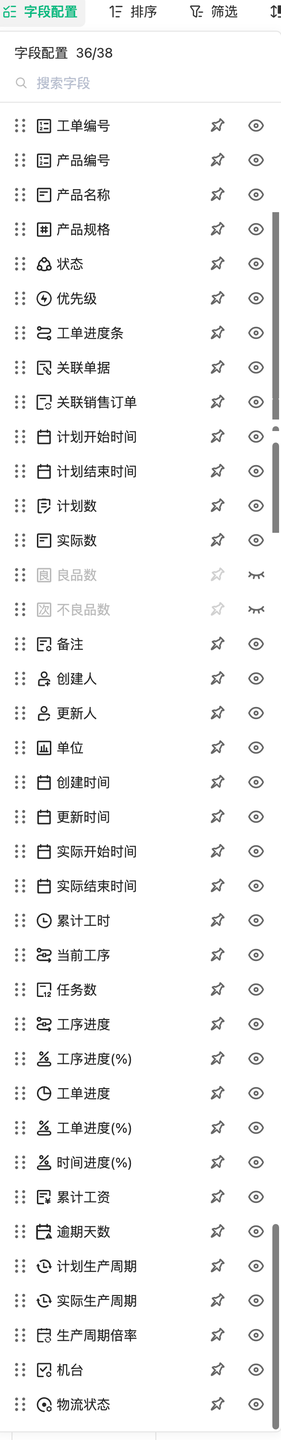 字段配置 排序 筛选
字段配置 36/38
搜索字段
工单编号
产品编号
产品名称
产品规格
状态
优先级
工单进度条
关联单据
关联销售订单
计划开始时间
计划结束时间
计划数
实际数
良 良品数
次 不良品数
备注
创建人
更新人
单位
创建时间
更新时间
实际开始时间
实际结束时间
累计工时
当前工序
任务数
工序进度
工序进度(%)
工单进度
工单进度(%)
时间进度(%)
累计工资
逾期天数
计划生产周期
实际生产周期
生产周期倍率
机台
物流状态